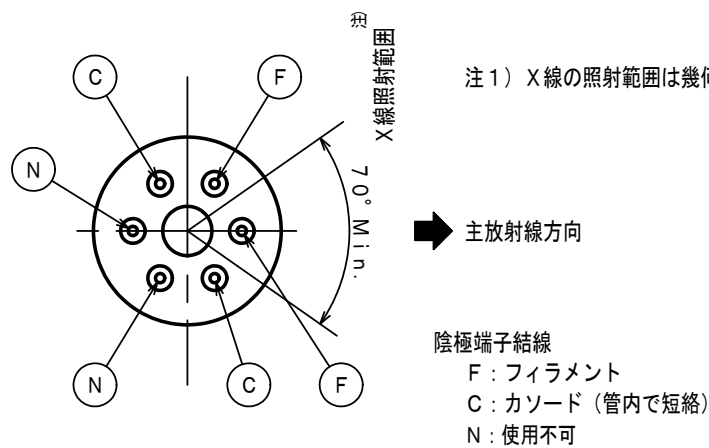 注)
X線照射範囲
70°Min.
C
F
N
N
C
F
注1) X線の照射範囲は幾
主放射線方向
陰極端子結線
F:フィラメント
C:カソード(管内で短絡)
N:使用不可